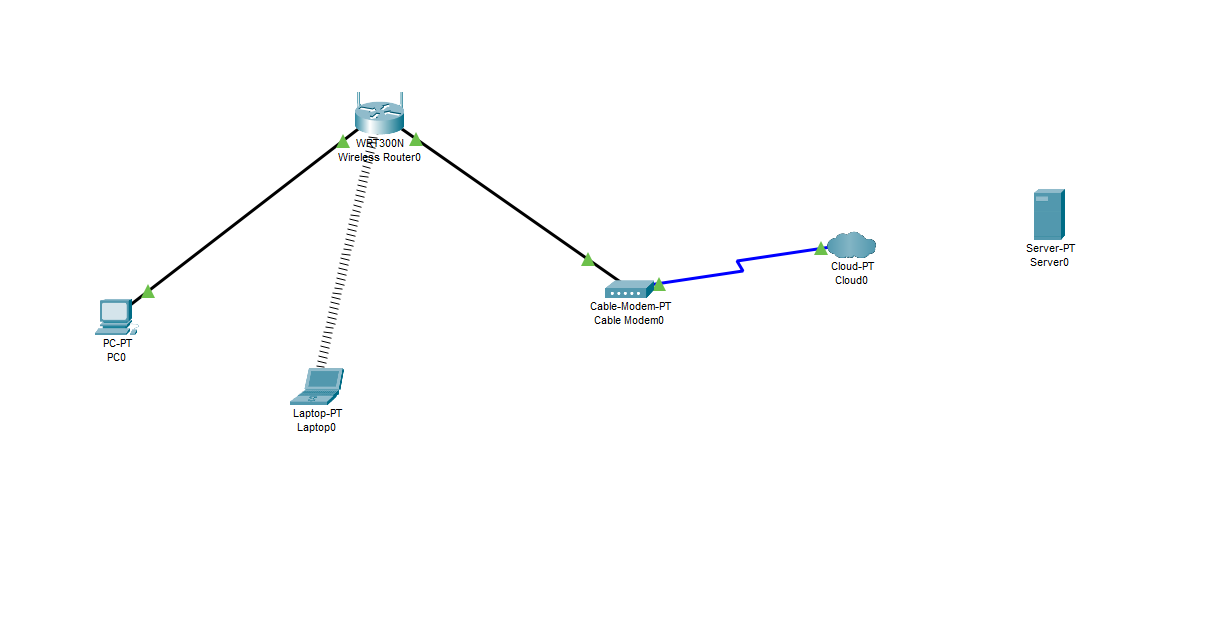 WRT300N
Wireless Router0
PC-PT
PC0
Laptop-PT
Laptop0
Cable-Modem-PT
Cable Modem0
Cloud-PT
Cloud0
Server-PT
Server0